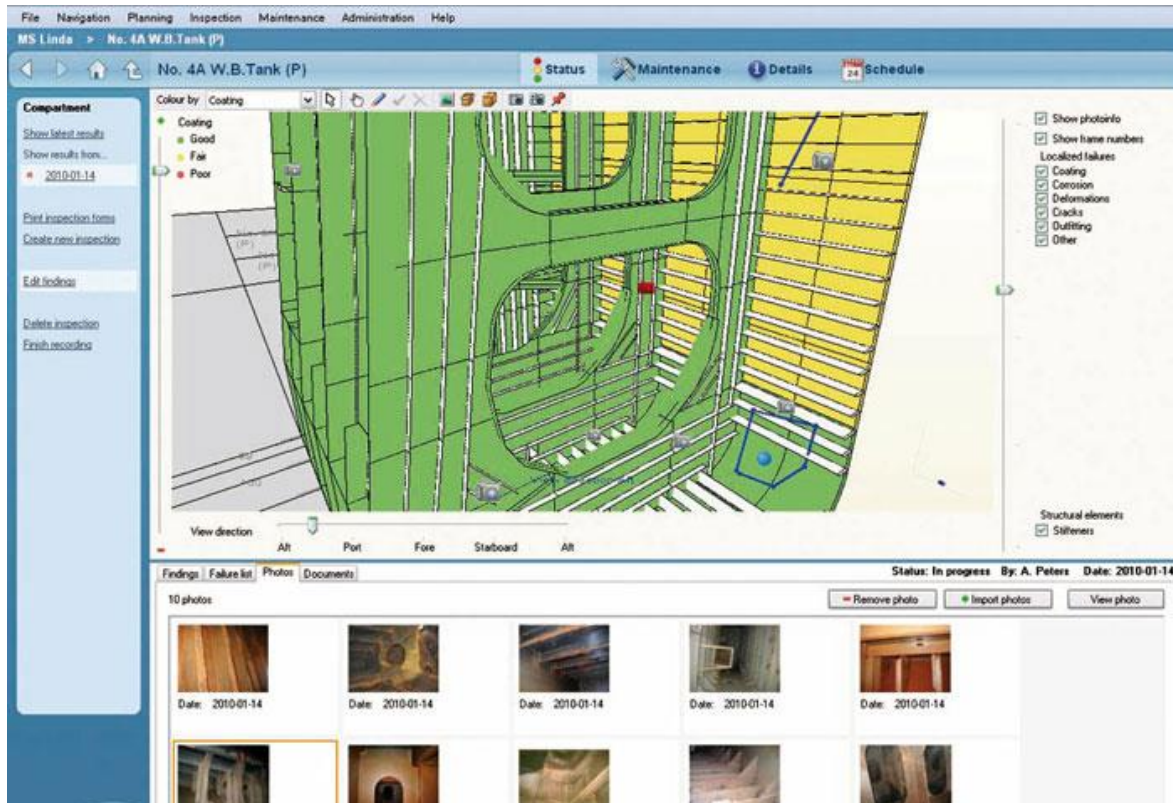 File Navigation Planning Inspection Maintenance Administration Help
MS Linda > No. 4A W.B.Tank (P)
No. 4A W.B.Tank (P)
Status
Maintenance
Details
24 Schedule
Compartment
Show latest results
Show results from...
2010-01-14
Print inspection forms
Create new inspection
Edit findings
Delete inspection
Finish recording
Colour by Coating
Coating
Good
Fair
Poor
(P)
(P)
Show photoinfo
Show frame numbers
Localized failures
Coating
Corrosion
Deformations
Cracks
Outfitting
Other
Structural elements
Stiffeners
View direction
Aft Port Fore Starboard Aft
Findings Failure list Photos Documents
Status: In progress By: A. Peters Date: 2010-01-14
10 photos
Remove photo
Import photos
View photo
Date: 2010-01-14
Date: 2010-01-14
Date: 2010-01-14
Date: 2010-01-14
Date: 2010-01-14